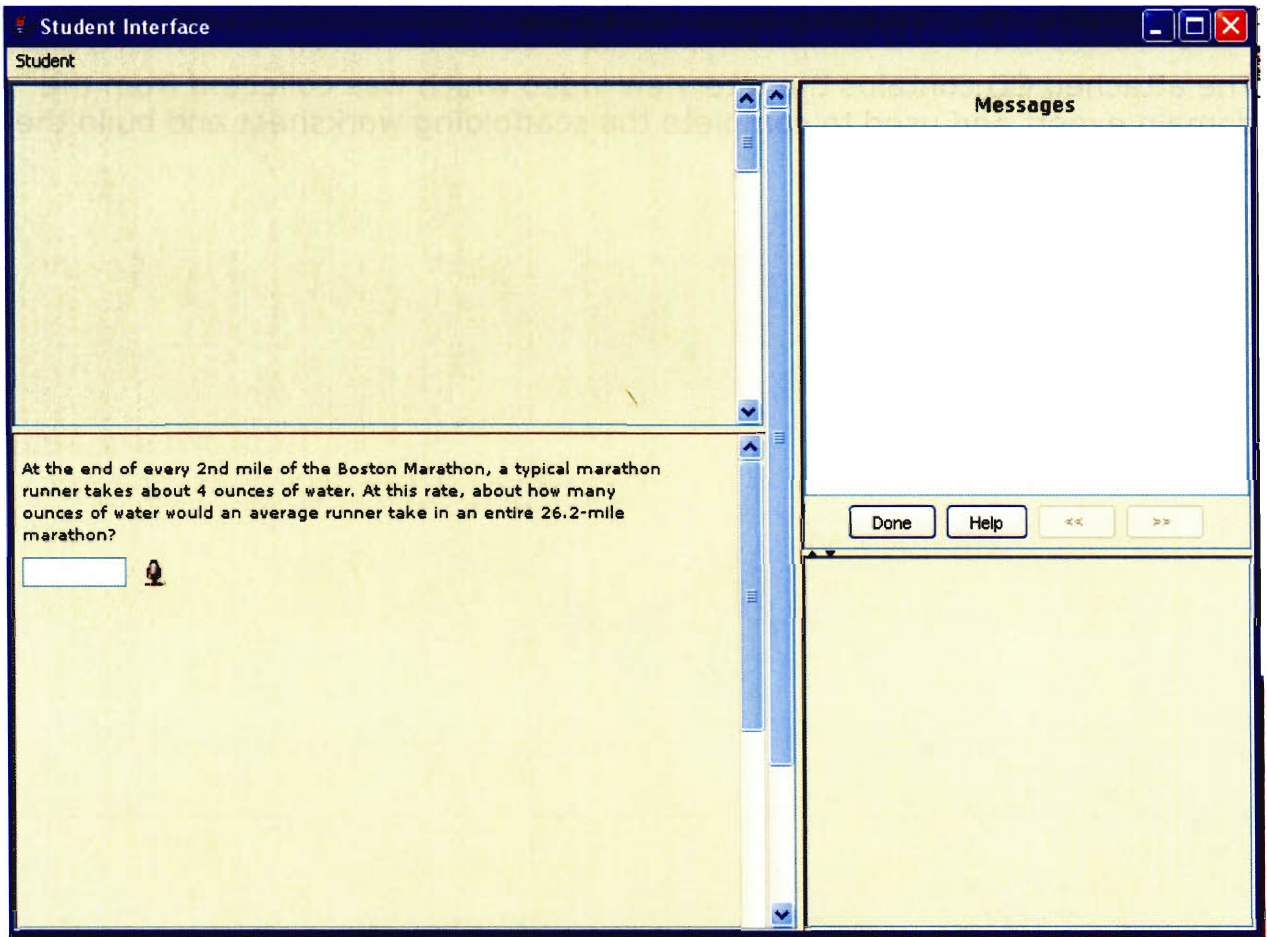 Student Interface
Student
Messages
At the end of every 2nd mile of the Boston Marathon, a typical marathon
runner takes about 4 ounces of water. At this rate, about how many
ounces of water would an average runner take in an entire 26.2-mile
marathon?
Done
Help
<<
>>